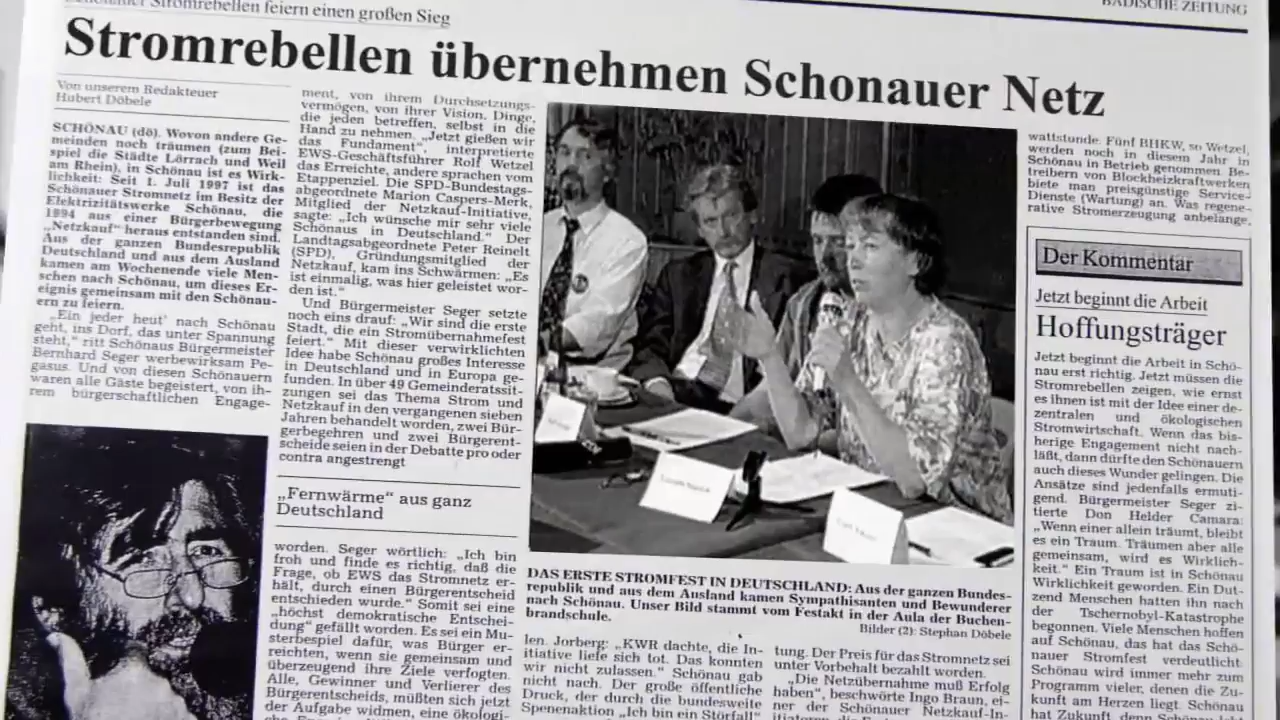 Schönauer Stromrebellen feiern einen großen Sieg
BADISCHE ZEITUNG
Stromrebellen übernehmen Schonauer Netz
Von unserem Redakteuer
Hubert Döbele
SCHÖNAU (dö). Wovon andere Ge-
meinden noch träumen (zum Bei-
spiel die Städte Lörrach und Weil
am Rhein), in Schönau ist es Wirk-
lichkeit: Seit 1. Juli 1997 ist das
Schönauer Stromnetz im Besitz der
Elektrizitätswerke Schönau, die
1994 aus einer Bürgerbewegung
„Netzkauf" heraus entstanden sind.
Aus der ganzen Bundesrepublik
Deutschland und aus dem Ausland
kamen am Wochenende viele Men-
schen nach Schönau, um dieses Er-
eignis gemeinsam mit den Schönau-
ern zu feiern.
„Ein jeder heut' nach Schönau
geht, ins Dorf, das unter Spannung
steht," ritt Schönaus Bürgermeister
Bernhard Seger werbewirksam Pe-
gasus. Und von diesen Schönauern
waren alle Gäste begeistert, von ih-
rem bürgerschaftlichen Engage-
ment, von ihrem Durchsetzungs-
vermögen, von ihrer Vision, Dinge,
die jeden betreffen, selbst in die
Hand zu nehmen. „Jetzt gießen wir
das Fundament", interpretierte
EWS-Geschäftsführer Rolf Wetzel
das Erreichte, andere sprachen vom
Etappenziel. Die SPD-Bundestags-
abgeordnete Marion Caspers-Merk,
Mitglied der Netzkauf-Initiative,
sagte: „Ich wünsche mir sehr viele
Schönaus in Deutschland." Der
Landtagsabgeordnete Peter Reinelt
(SPD), Gründungsmitglied der
Netzkauf, kam ins Schwärmen: „Es
ist einmalig, was hier geleistet wor-
den ist."
Und Bürgermeister Seger setzte
noch eins drauf: „Wir sind die erste
Stadt, die ein Stromübernahmefest
feiert." Mit dieser verwirklichten
Idee habe Schönau großes Interesse
in Deutschland und in Europa ge-
funden. In über 49 Gemeinderatssit-
zungen sei das Thema Strom und
Netzkauf in den vergangenen sieben
Jahren behandelt worden, zwei Bür-
gerbegehren und zwei Bürgerent-
scheide seien in der Debatte pro oder
contra angestrengt
„Fernwärme" aus ganz
Deutschland
worden. Seger wörtlich: „Ich bin
froh und finde es richtig, daß die
Frage, ob EWS das Stromnetz er-
hält, durch einen Bürgerentscheid
entschieden wurde." Somit sei eine
„höchst demokratische Entschei-
dung" gefällt worden. Es sei ein Mu-
sterbeispiel dafür, was Bürger er-
reichten, wenn sie gemeinsam und
überzeugend ihre Ziele verfogten.
Alle, Gewinner und Verlierer des
Bürgerentscheids, müßten sich jetzt
der Aufgabe widmen, eine ökologi-
DAS ERSTE STROMFEST IN DEUTSCHLAND: Aus der ganzen Bundes-
republik und aus dem Ausland kamen Sympathisanten und Bewunderer
nach Schönau. Unser Bild stammt vom Festakt in der Aula der Buchen-
brandschule.
Bilder (2): Stephan Döbele
len. Jorberg: „KWR dachte, die In-
itiative liefe sich tot. Das konnten
wir nicht zulassen." Schönau gab
nicht nach. Der große öffentliche
Druck, der durch die bundesweite
Spenenaktion „Ich bin ein Störfall"
tung. Der Preis für das Stromnetz sei
unter Vorbehalt bezahlt worden.
„Die Netzübernahme muß Erfolg
haben", beschwörte Ingo Braun, ei-
ner der Schönauer Netzkauf-In-
wattstunde. Fünf BHKW, so Wetzel,
werden noch in diesem Jahr in
Schönau in Betrieb genommen. Be-
treibern von Blockheizkraftwerken
biete man preisgünstige Service-
Dienste (Wartung) an. Was regene-
rative Stromerzeugung anbelange,
Der Kommentar
Jetzt beginnt die Arbeit
Hoffungsträger
Jetzt beginnt die Arbeit in Schö-
nau erst richtig. Jetzt müssen die
Stromrebellen zeigen, wie ernst
es ihnen ist mit der Idee einer de-
zentralen und ökologischen
Stromwirtschaft. Wenn das bis-
herige Engagement nicht nach-
läßt, dann dürfte den Schönauern
auch dieses Wunder gelingen. Die
Ansätze sind jedenfalls ermuti-
gend. Bürgermeister Seger zi-
tierte Don Helder Camara:
„Wenn einer allein träumt, bleibt
es ein Traum. Träumen aber alle
gemeinsam, wird es Wirklich-
keit." Ein Traum ist in Schönau
Wirklichkeit geworden. Ein Dut-
zend Menschen hatten ihn nach
der Tschernobyl-Katastrophe
begonnen. Viele Menschen hoffen
auf Schönau, das hat das Schö-
nauer Stromfest verdeutlicht.
Schönau wird immer mehr zum
Programm vieler, denen die Zu-
kunft am Herzen liegt. Schönau
hat Zukunft, denn Schönau